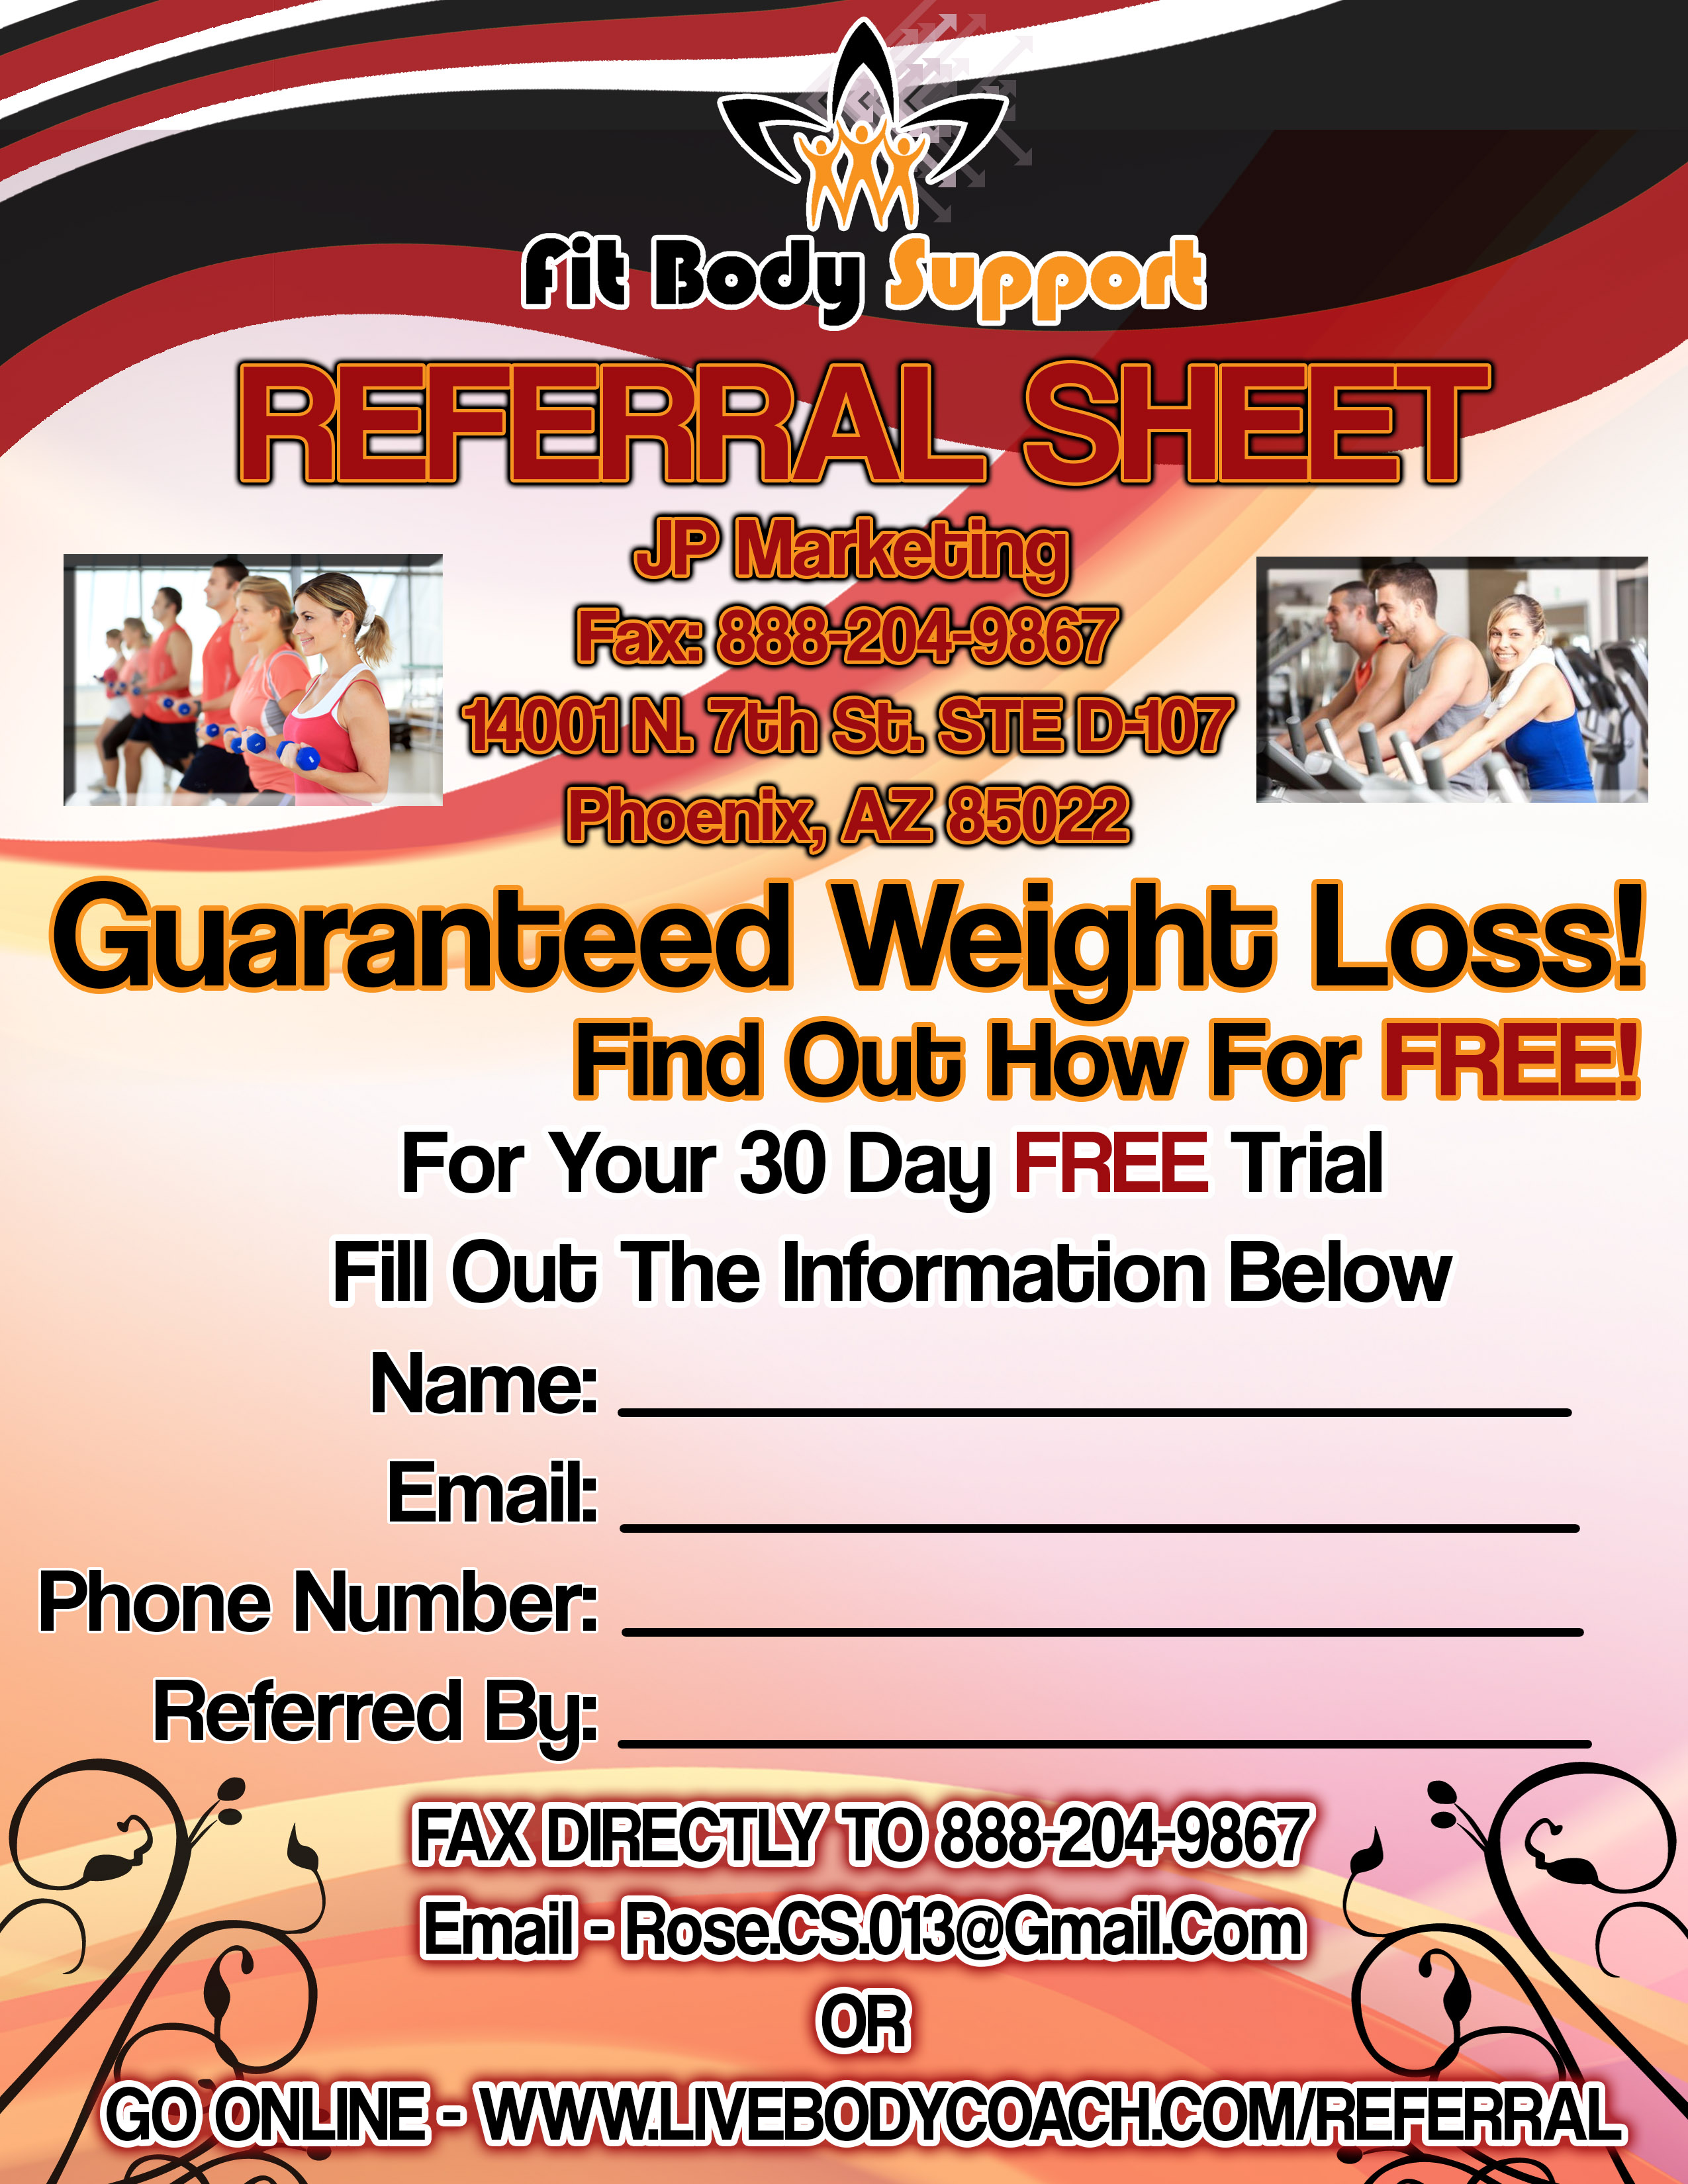 Fit Body Support
REFERRAL SHEET
JP Marketing
Fax: 888-204-9867
14001 N. 7th St. STE D-107
Phoenix, AZ 85022
Guaranteed Weight Loss!
Find Out How For FREE!
For Your 30 Day FREE Trial
Fill Out The Information Below
Name:
Email:
Phone Number:
Referred By:
FAX DIRECTLY TO 888-204-9867
Email - Rose.CS.013@Gmail.Com
OR
GO ONLINE - WWW.LIVEBODYCOACH.COM/REFERRAL